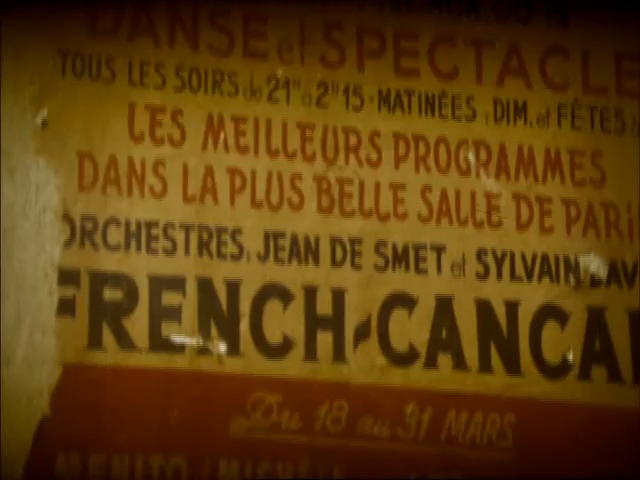 DANSE et SPECTACLE
TOUS LES SOIRS de 21H à 2H15 - MATINÉES, DIM. et FÊTES
LES MEILLEURS PROGRAMMES
DANS LA PLUS BELLE SALLE DE PARI
ORCHESTRES, JEAN DE SMET et SYLVAIN LAV
FRENCH-CANCA
Du 18 au 31 MARS